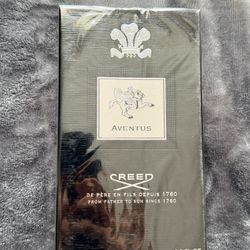 AVENTUS
CREED
DE PÈRE EN FILS DEPUIS 1760
FROM FATHER TO SON SINCE 1760